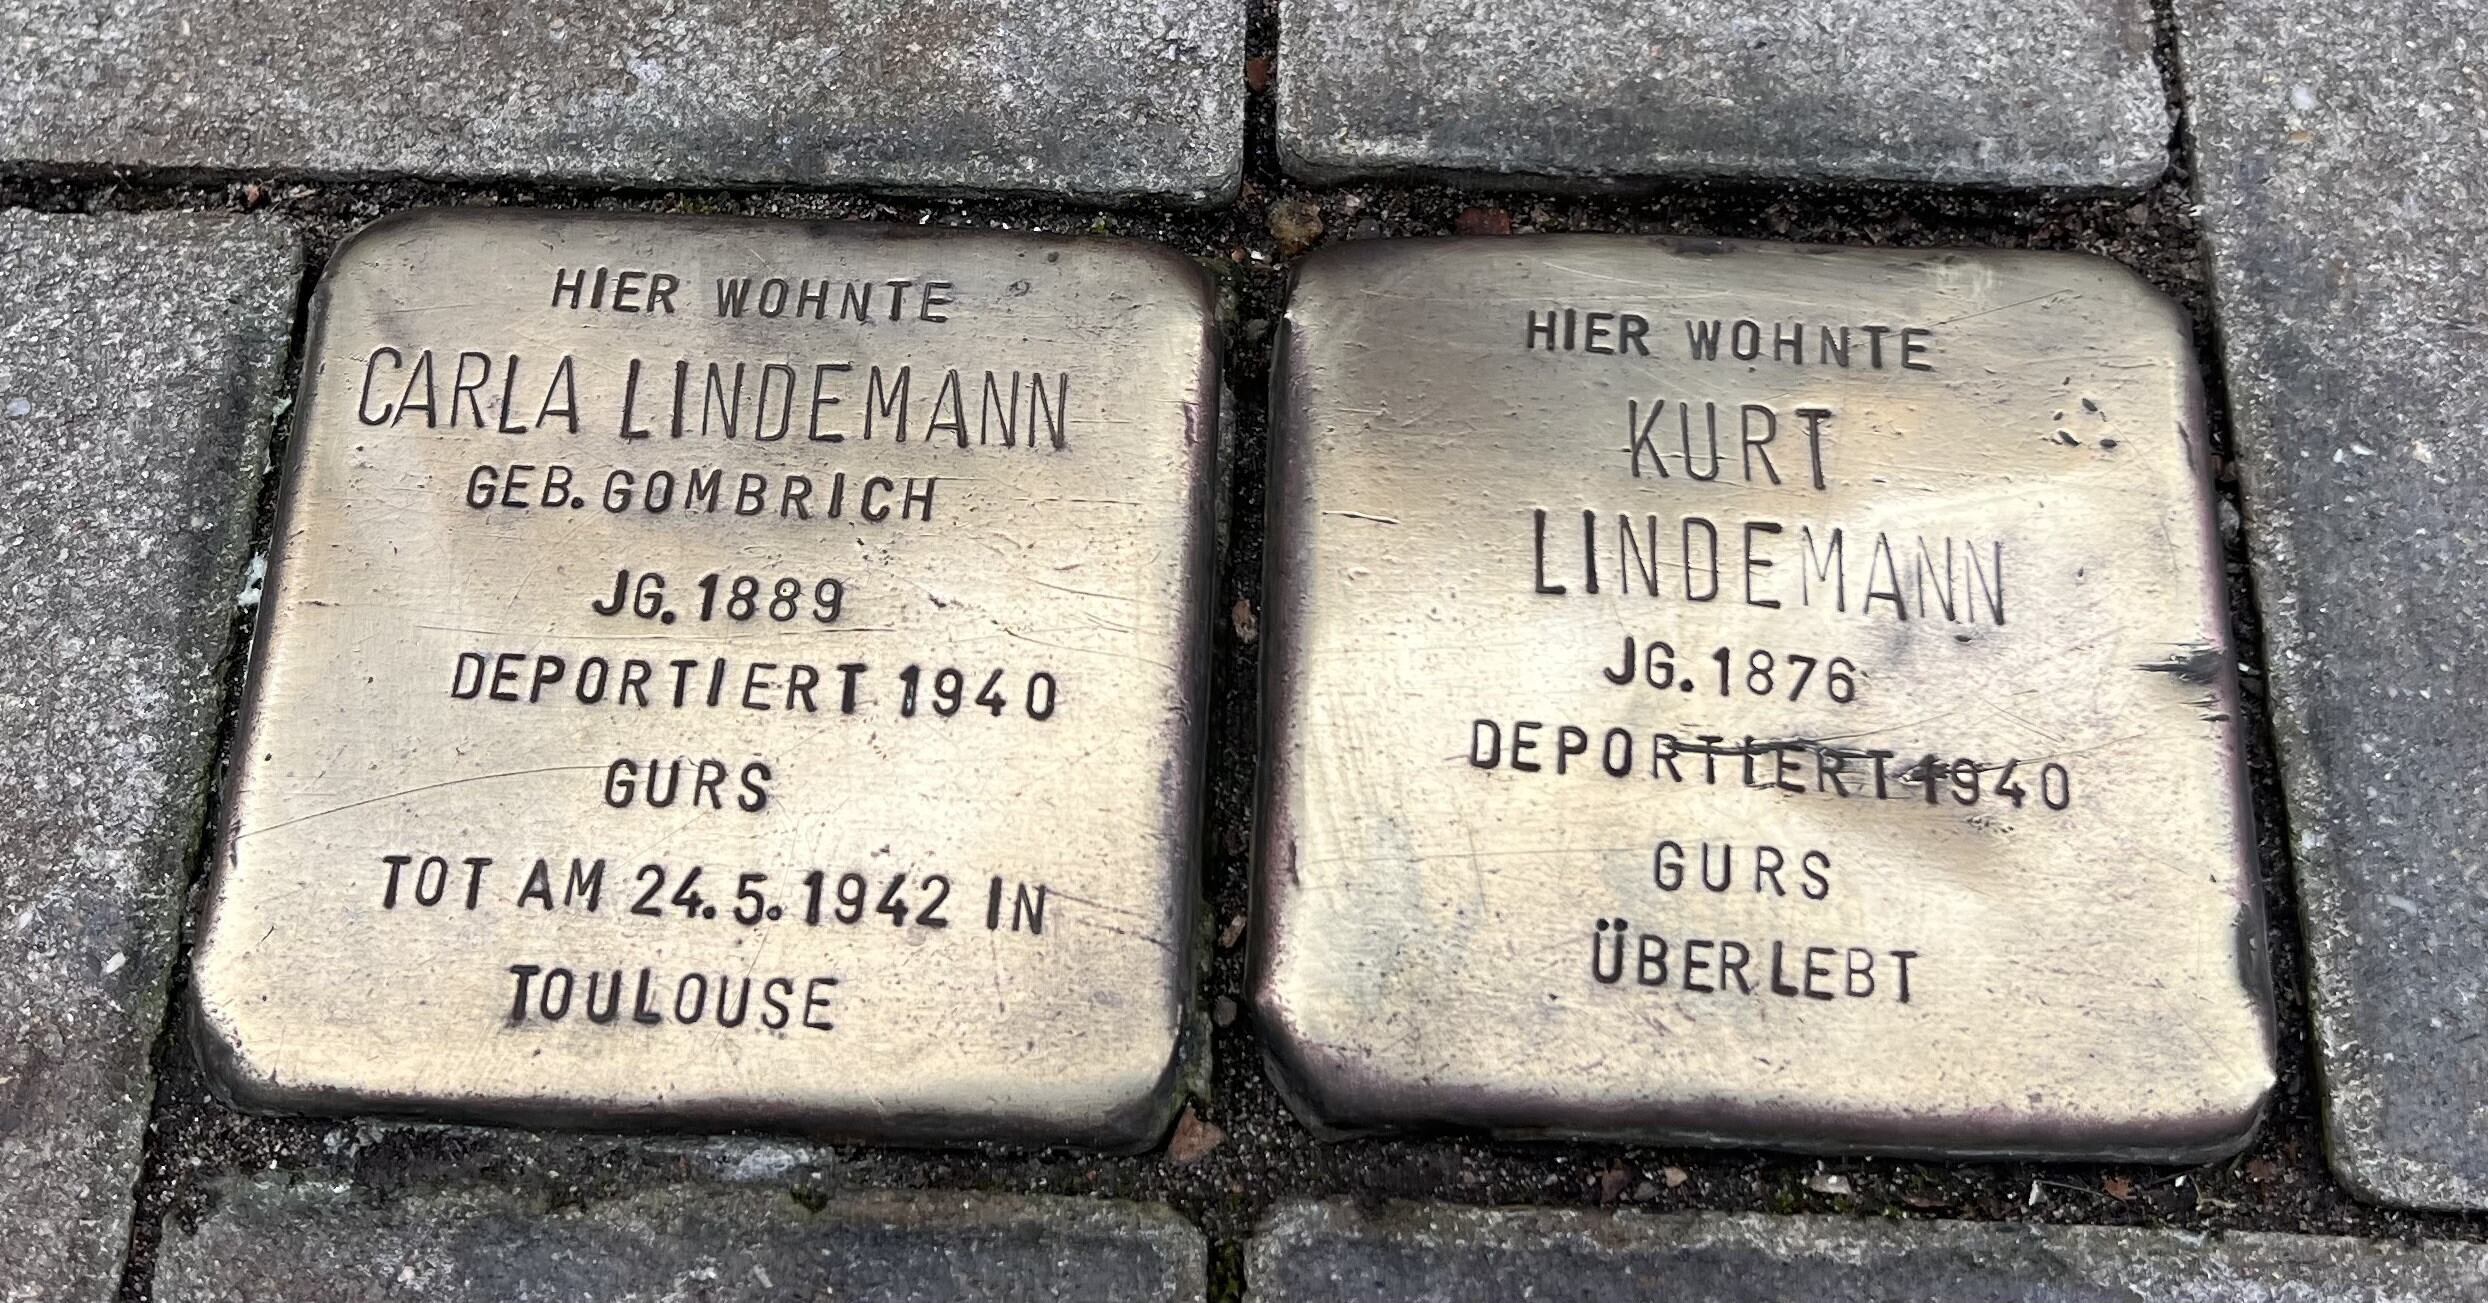 HIER WOHNTE
CARLA LINDEMANN
GEB. GOMBRICH
JG. 1889
DEPORTIERT 1940
GURS
TOT AM 24.5.1942 IN
TOULOUSE
HIER WOHNTE
KURT
LINDEMANN
JG. 1876
DEPORTIERT 1940
GURS
ÜBERLEBT